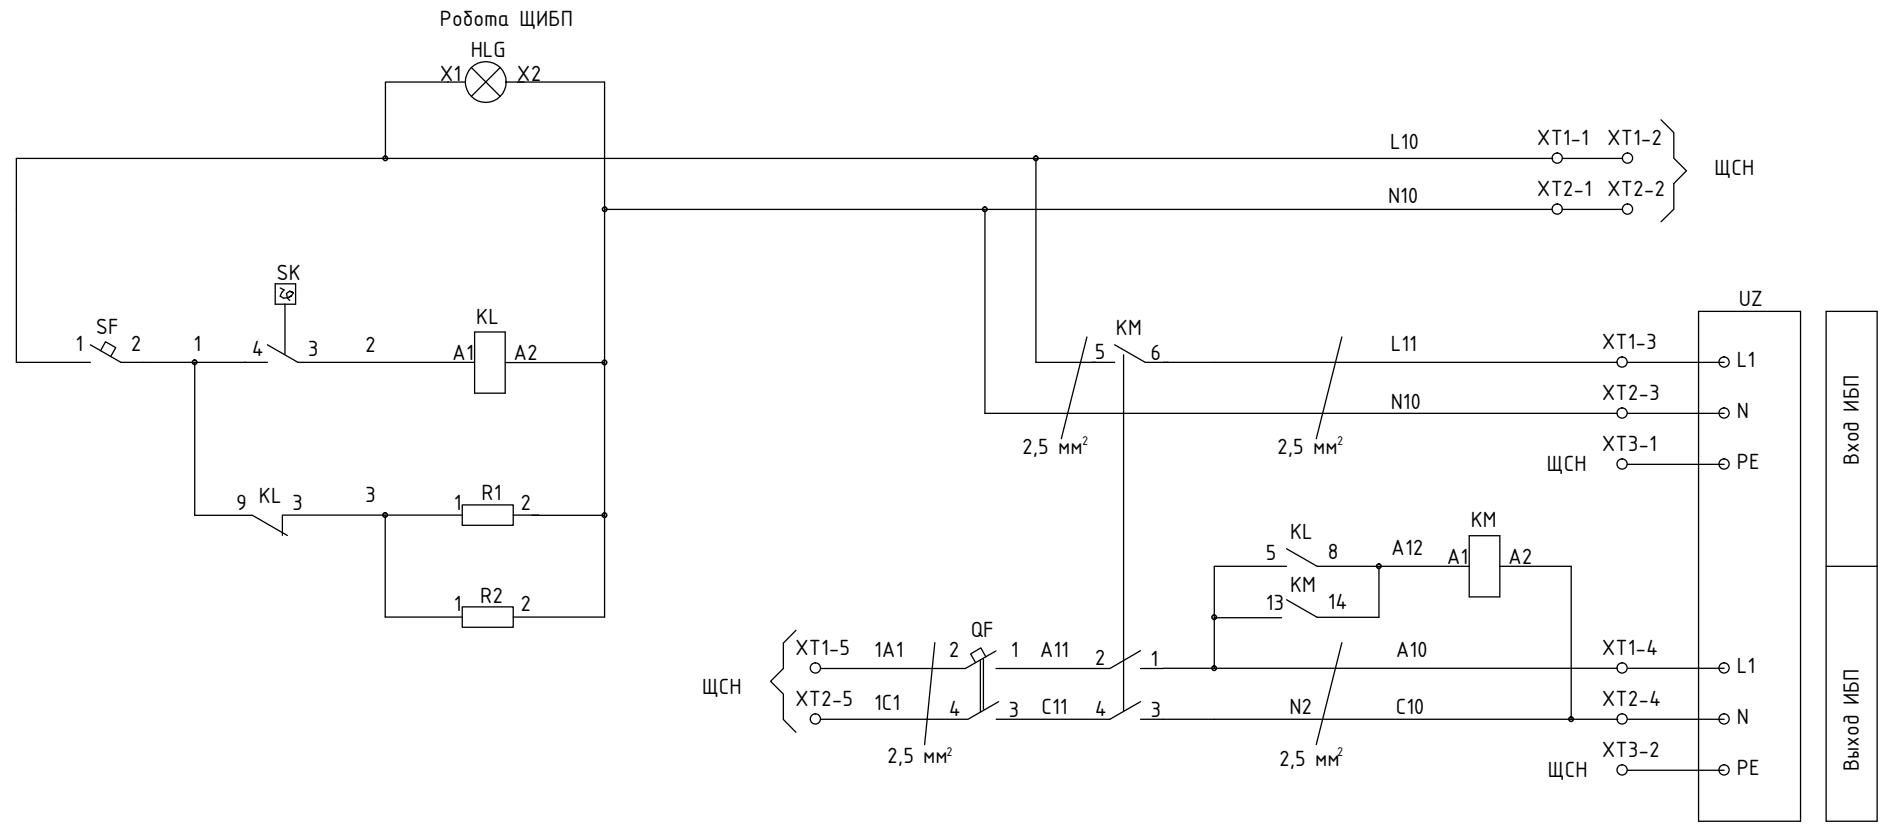 Робота ЩИБП
HLG
X1 X2
L10 XT1-1 XT1-2
ЩСН
N10 XT2-1 XT2-2
SK
UZ
SF
1 2 1 4 3 2 KL A1 A2
KM
5 6 L11 XT1-3 L1
N10 XT2-3 N
2,5 мм² 2,5 мм²
ЩСН XT3-1 PE
Вход ИБП
9 KL 3 3 1 R1 2
KL KM
5 8 A12 A1 A2
KM
13 14
1 R2 2
QF
XT1-5 1A1 2 1 A11 2 1 A10 XT1-4 L1
ЩСН
XT2-5 1C1 4 3 C11 4 3 N2 C10 XT2-4 N
2,5 мм² 2,5 мм²
ЩСН XT3-2 PE
Выход ИБП